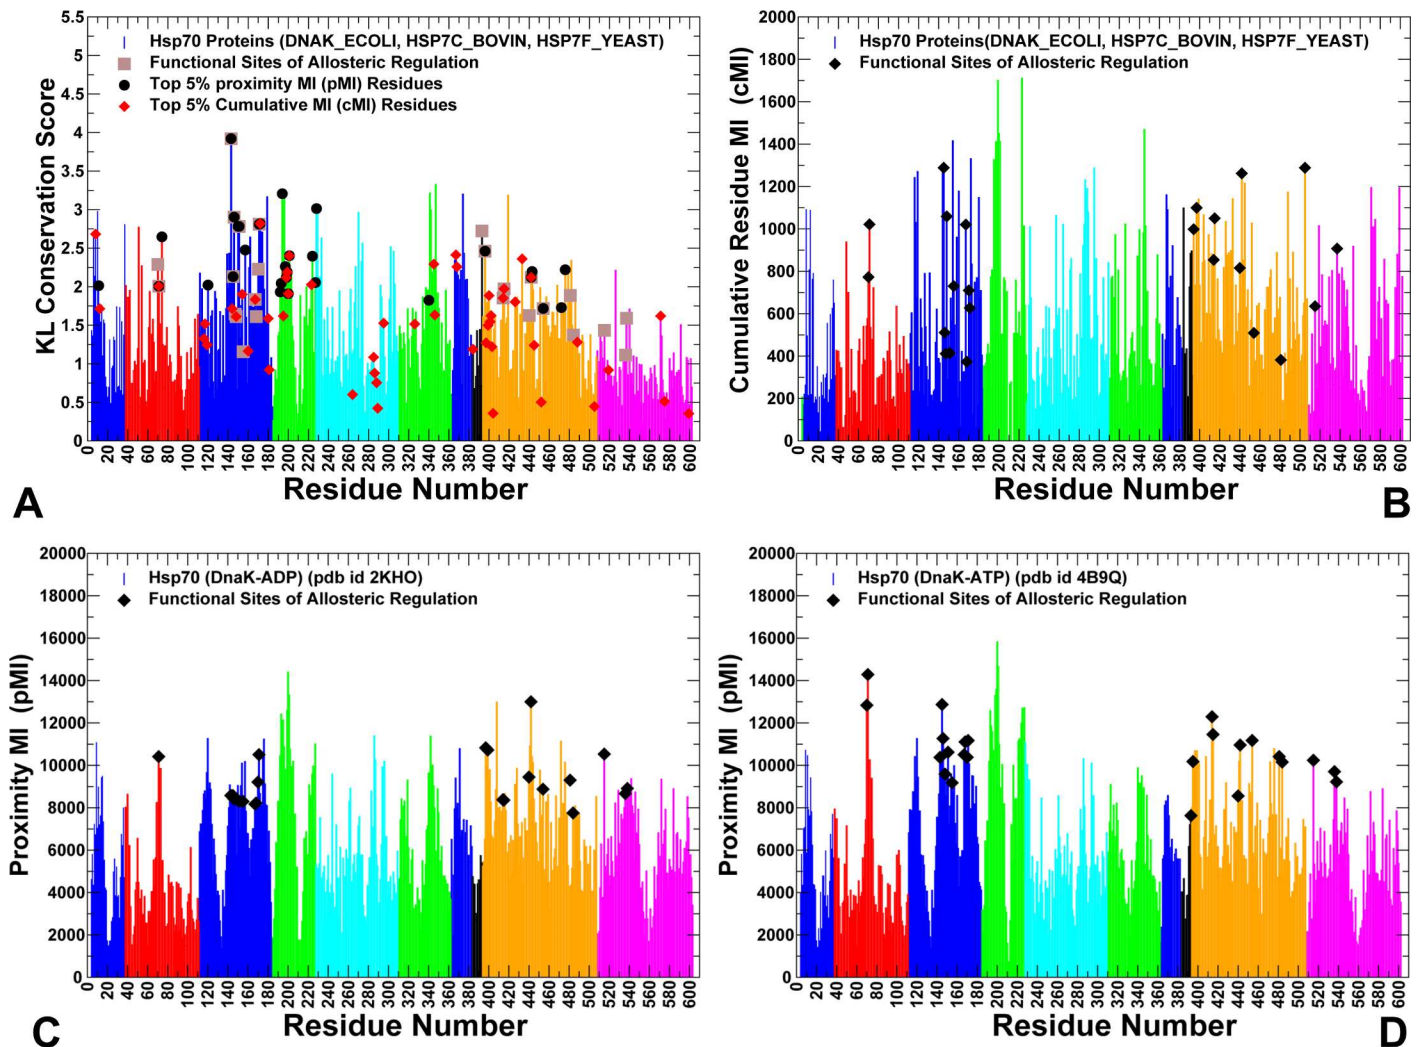 Hsp70 Proteins (DNAK_ECOLI, HSP7C_BOVIN, HSP7F_YEAST)
Functional Sites of Allosteric Regulation
Top 5% proximity MI (pMI) Residues
Top 5% Cumulative MI (cMI) Residues
KL Conservation Score
5.5
5
4.5
4
3.5
3
2.5
2
1.5
1
0.5
0
0 20 40 60 80 100 120 140 160 180 200 220 240 260 280 300 320 340 360 380 400 420 440 460 480 500 520 540 560 580 600
Residue Number
A
Hsp70 Proteins(DNAK_ECOLI, HSP7C_BOVIN, HSP7F_YEAST)
Functional Sites of Allosteric Regulation
Cumulative Residue MI (cMI)
2000
1800
1600
1400
1200
1000
800
600
400
200
0
0 20 40 60 80 100 120 140 160 180 200 220 240 260 280 300 320 340 360 380 400 420 440 460 480 500 520 540 560 580 600
Residue Number
B
Hsp70 (DnaK-ADP) (pdb id 2KHO)
Functional Sites of Allosteric Regulation
Proximity MI (pMI)
20000
18000
16000
14000
12000
10000
8000
6000
4000
2000
0
0 20 40 60 80 100 120 140 160 180 200 220 240 260 280 300 320 340 360 380 400 420 440 460 480 500 520 540 560 580 600
Residue Number
C
Hsp70 (DnaK-ATP) (pdb id 4B9Q)
Functional Sites of Allosteric Regulation
Proximity MI (pMI)
20000
18000
16000
14000
12000
10000
8000
6000
4000
2000
0
0 20 40 60 80 100 120 140 160 180 200 220 240 260 280 300 320 340 360 380 400 420 440 460 480 500 520 540 560 580 600
Residue Number
D